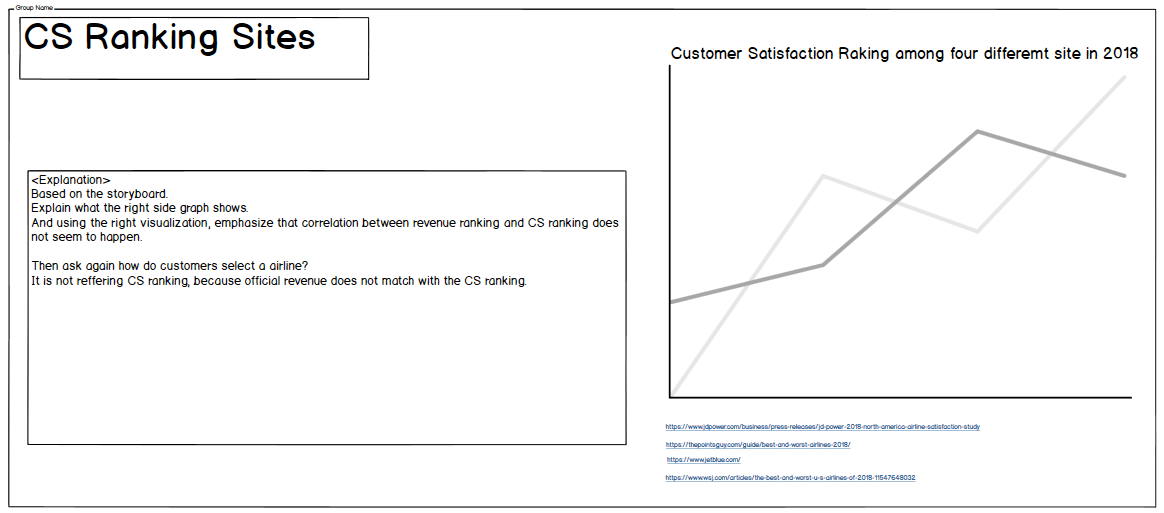 Group Name
CS Ranking Sites
Customer Satisfaction Raking among four differemt site in 2018
<Explanation>
Based on the storyboard.
Explain what the right side graph shows.
And using the right visualization, emphasize that correlation between revenue ranking and CS ranking does
not seem to happen.
Then ask again how do customers select a airline?
It is not reffering CS ranking, because official revenue does not match with the CS ranking.
https://www.jdpower.com/business/press-releases/jd-power-2018-north-america-airline-satisfaction-study
https://thepointsguy.com/guide/best-and-worst-airlines-2018/
https://www.jetblue.com/
https://www.wsj.com/articles/the-best-and-worst-u-s-airlines-of-2018-11547648032